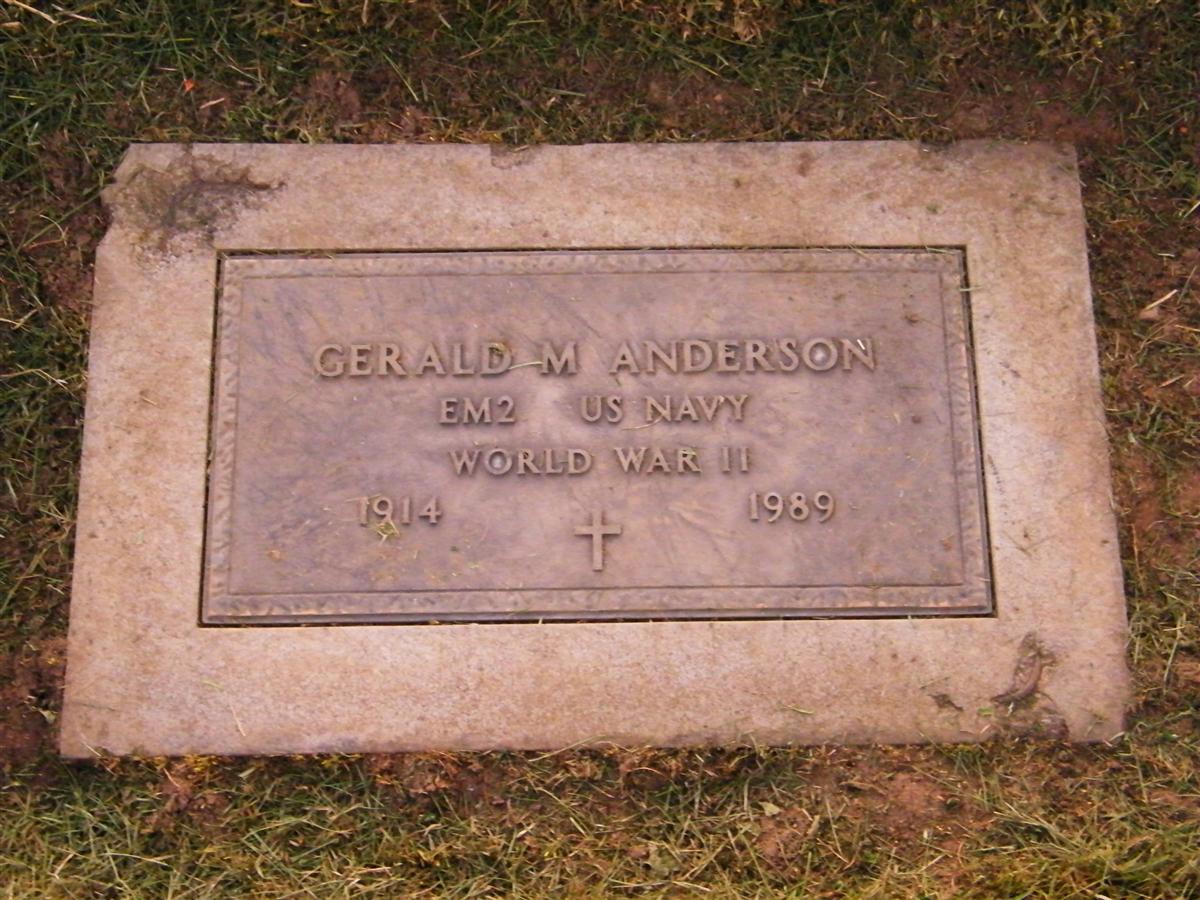 GERALD M ANDERSON
EM2 US NAVY
WORLD WAR II
1914 1989